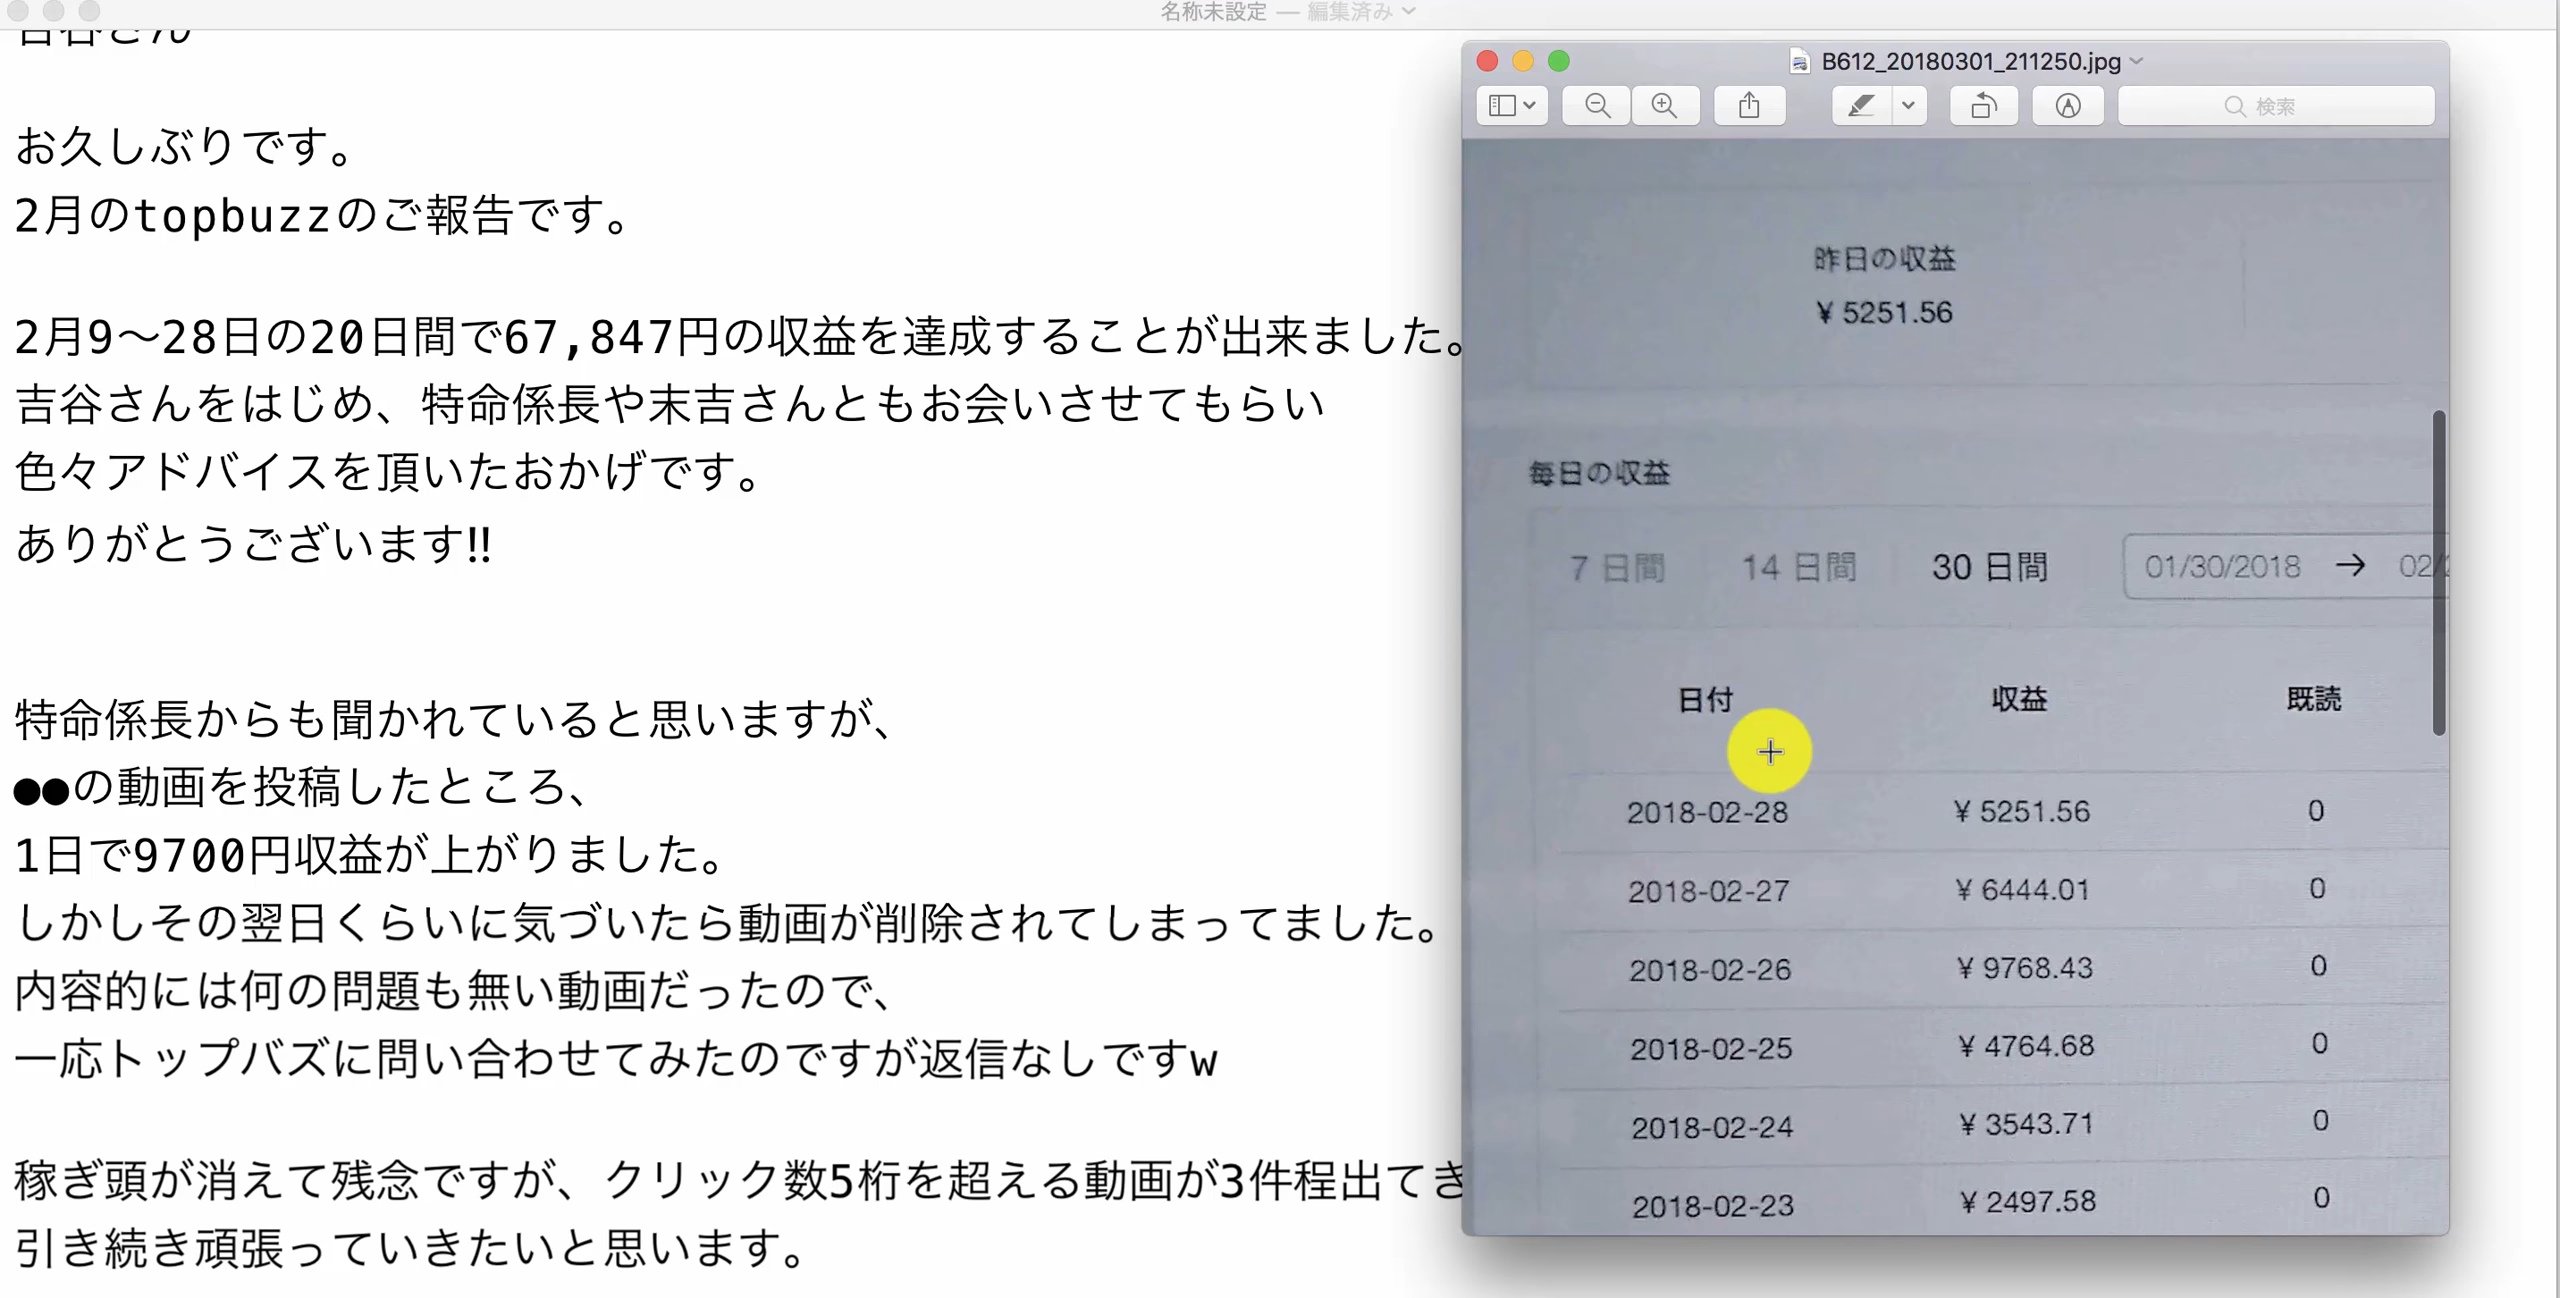 名称未設定 — 編集済み
お久しぶりです。
2月のtopbuzzのご報告です。
2月9〜28日の20日間で67,847円の収益を達成することが出来ました。
吉谷さんをはじめ、特命係長や末吉さんともお会いさせてもらい
色々アドバイスを頂いたおかげです。
ありがとうございます!!
特命係長からも聞かれていると思いますが、
●●の動画を投稿したところ、
1日で9700円収益が上がりました。
しかしその翌日くらいに気づいたら動画が削除されてしまってました。
内容的には何の問題も無い動画だったので、
一応トップバズに問い合わせてみたのですが返信なしですw
稼ぎ頭が消えて残念ですが、クリック数5桁を超える動画が3件程出てき
引き続き頑張っていきたいと思います。
B612_20180301_211250.jpg
検索
昨日の収益
¥ 5251.56
毎日の収益
7 日間 14 日間 30 日間 01/30/2018 → 02/2
日付 収益 既読
2018-02-28 ¥ 5251.56 0
2018-02-27 ¥ 6444.01 0
2018-02-26 ¥ 9768.43 0
2018-02-25 ¥ 4764.68 0
2018-02-24 ¥ 3543.71 0
2018-02-23 ¥ 2497.58 0